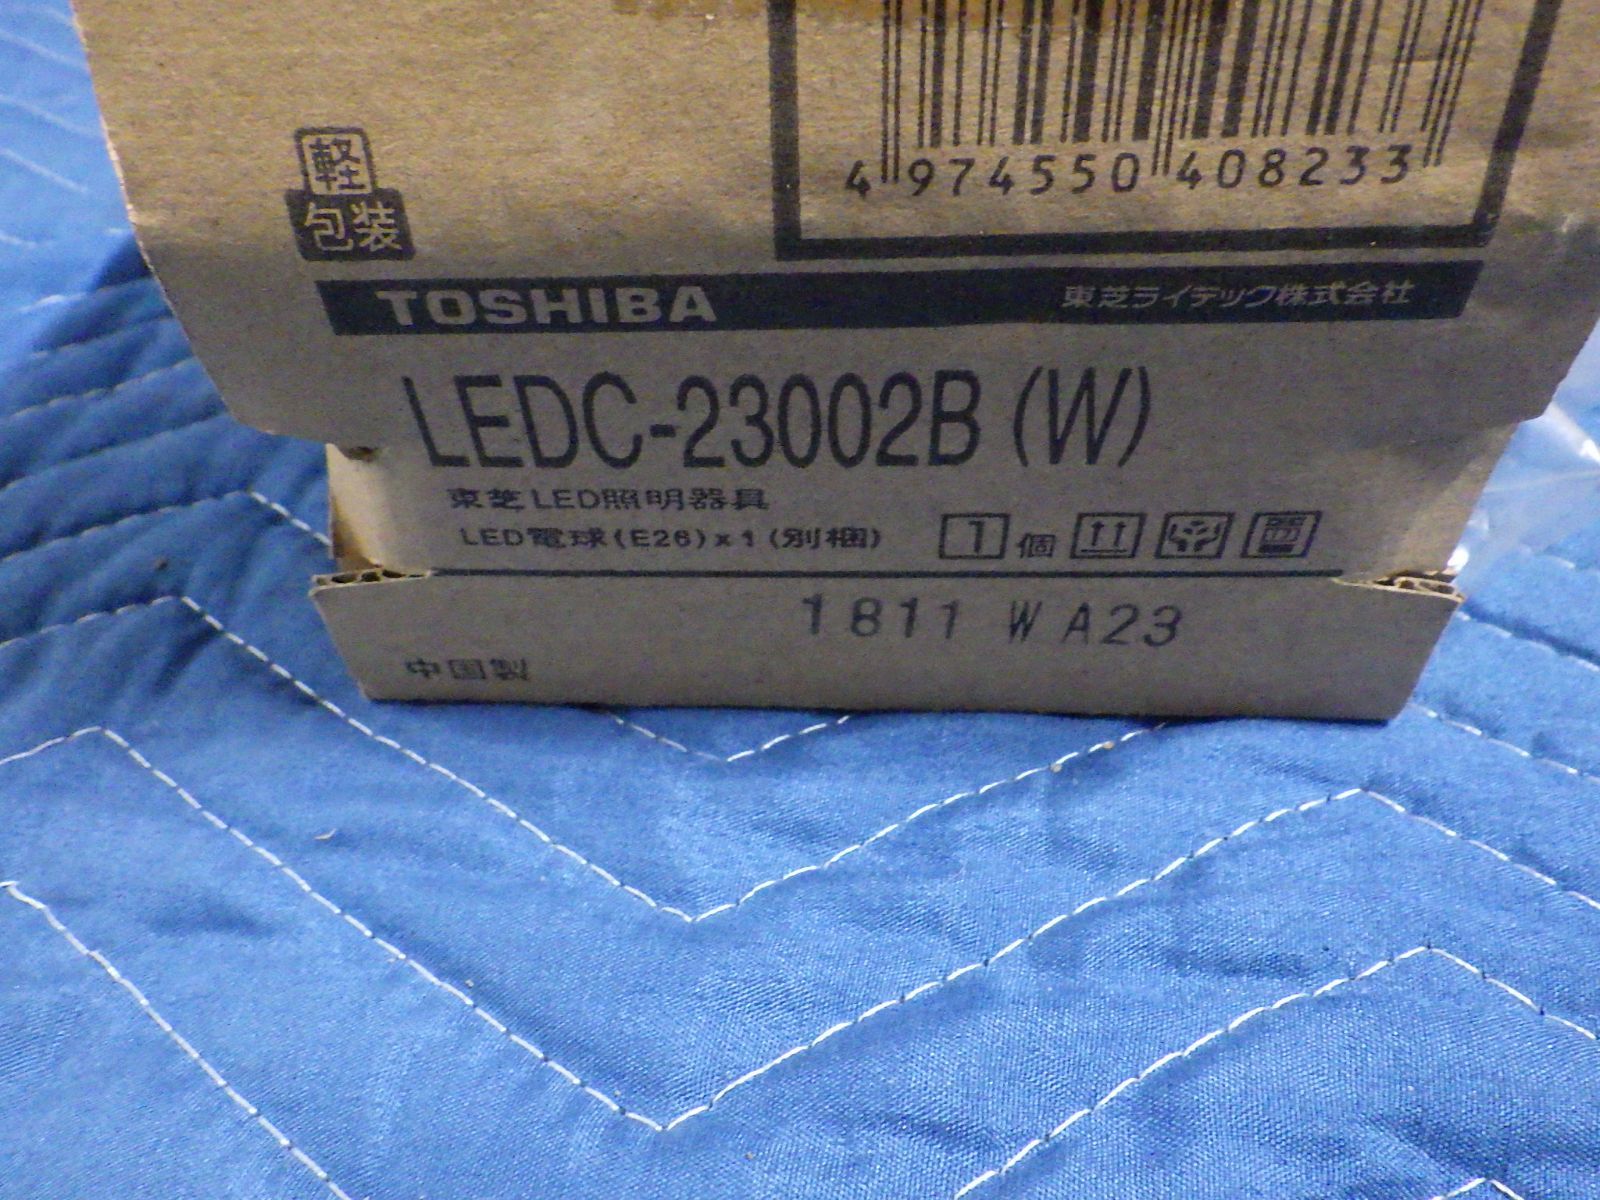 4 974550 408233
軽
包装
TOSHIBA 東芝ライテック株式会社
LEDC-23002B(W)
東芝LED照明器具
LED電球(E26)x1(別梱) 1個
1811 WA23
中国製